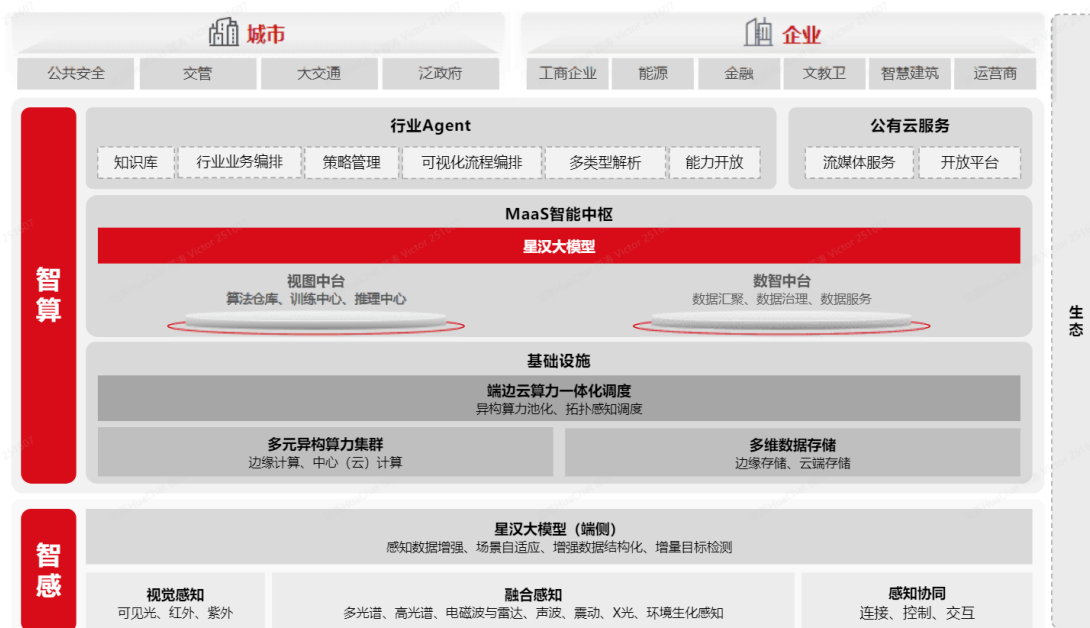 城市
企业
公共安全
交管
大交通
泛政府
工商企业
能源
金融
文教卫
智慧建筑
运营商
智算
行业Agent
知识库
行业业务编排
策略管理
可视化流程编排
多类型解析
能力开放
公有云服务
流媒体服务
开放平台
MaaS智能中枢
星汉大模型
视图中台
算法仓库、训练中心、推理中心
数智中台
数据汇聚、数据治理、数据服务
基础设施
端边云算力一体化调度
异构算力池化、拓扑感知调度
多元异构算力集群
边缘计算、中心（云）计算
多维数据存储
边缘存储、云端存储
智感
星汉大模型（端侧）
感知数据增强、场景自适应、增强数据结构化、增量目标检测
视觉感知
可见光、红外、紫外
融合感知
多光谱、高光谱、电磁波与雷达、声波、震动、X光、环境生化感知
感知协同
连接、控制、交互
生态